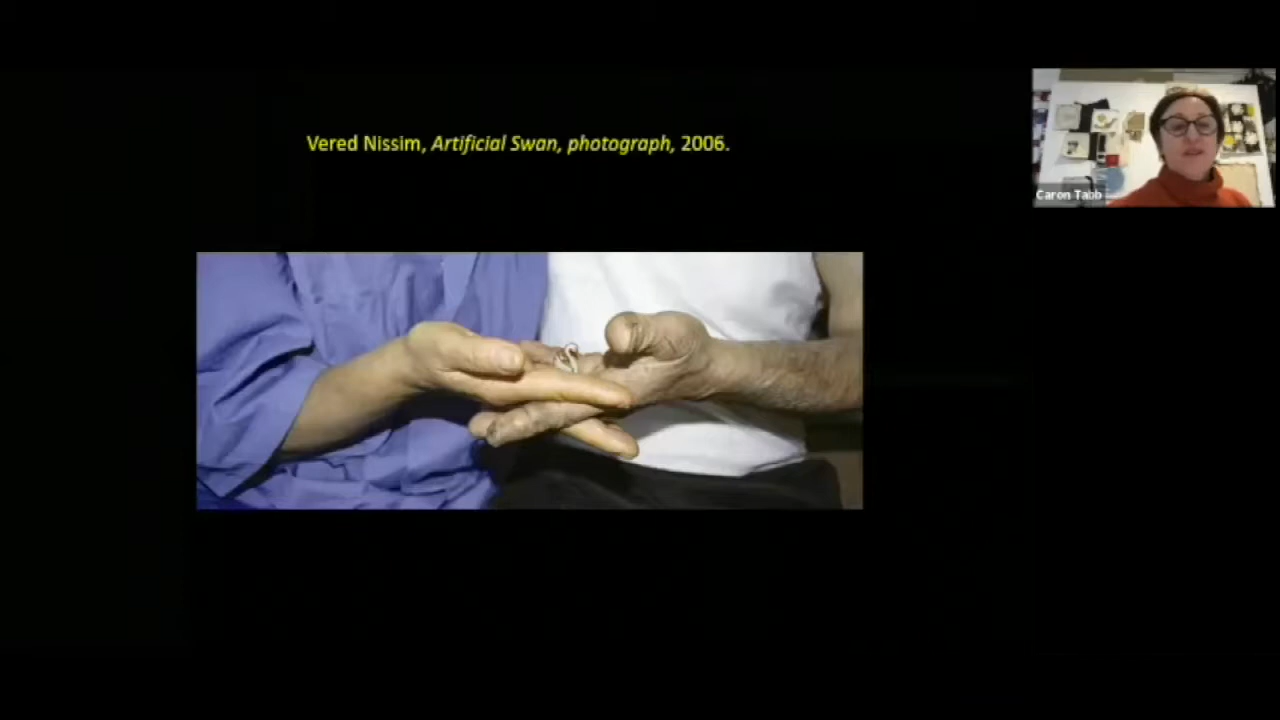 Vered Nissim, Artificial Swan, photograph, 2006.
Caron Tabb